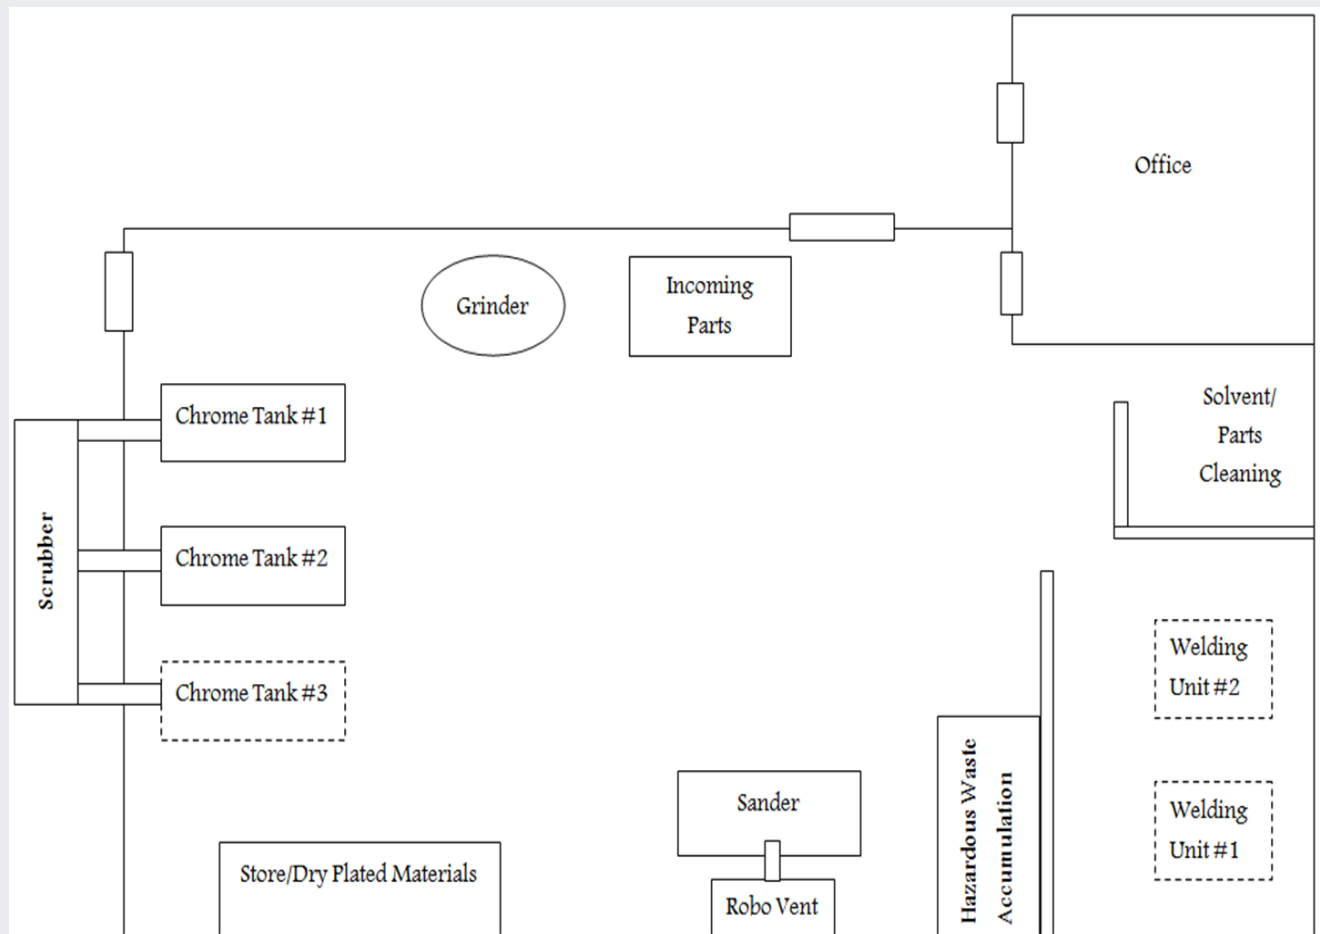 Office
Grinder
Incoming
Parts
Solvent/
Parts
Cleaning
Chrome Tank #1
Scrubber
Chrome Tank #2
Chrome Tank #3
Welding
Unit #2
Welding
Unit #1
Sander
Hazardous Waste
Accumulation
Store/Dry Plated Materials
Robo Vent